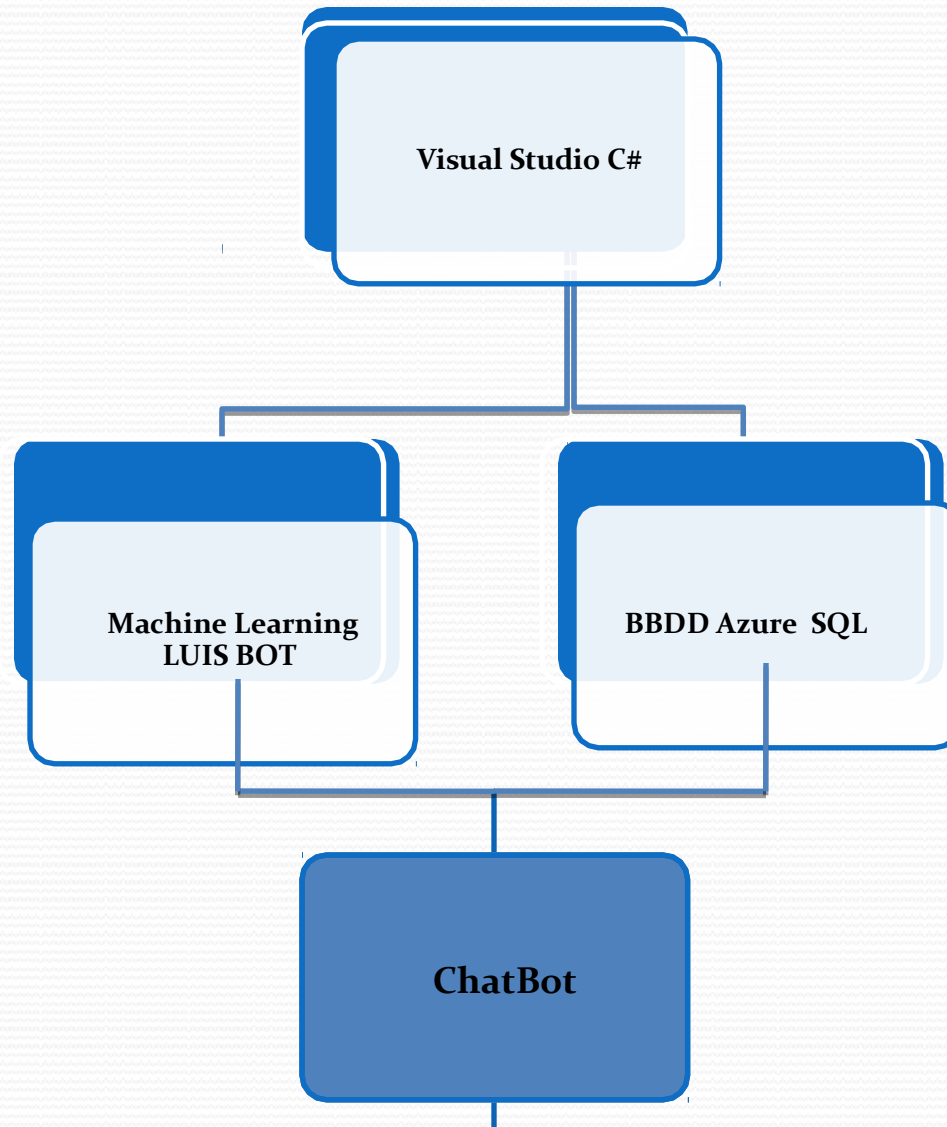 Visual Studio C#
Machine Learning
LUIS BOT
BBDD Azure SQL
ChatBot